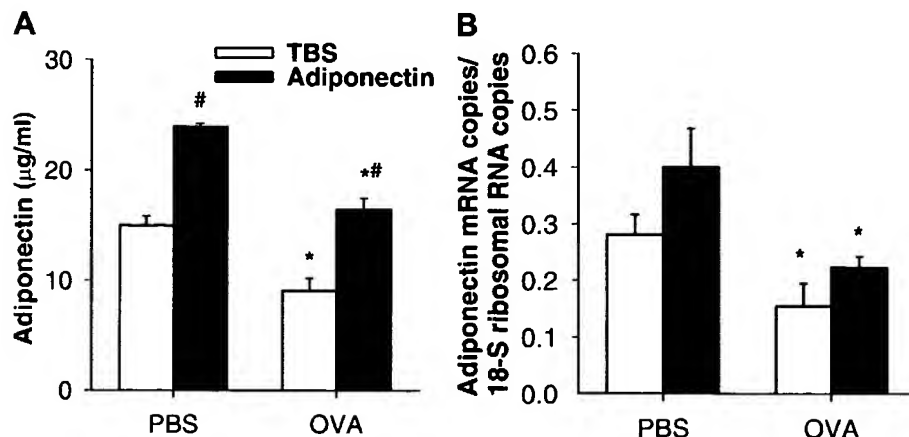 A
Adiponectin (μg/ml)
30
20
10
0
TBS
Adiponectin
#
*
*#
PBS
OVA
B
Adiponectin mRNA copies/
18-S ribosomal RNA copies
0.6
0.5
0.4
0.3
0.2
0.1
0.0
*
*
PBS
OVA